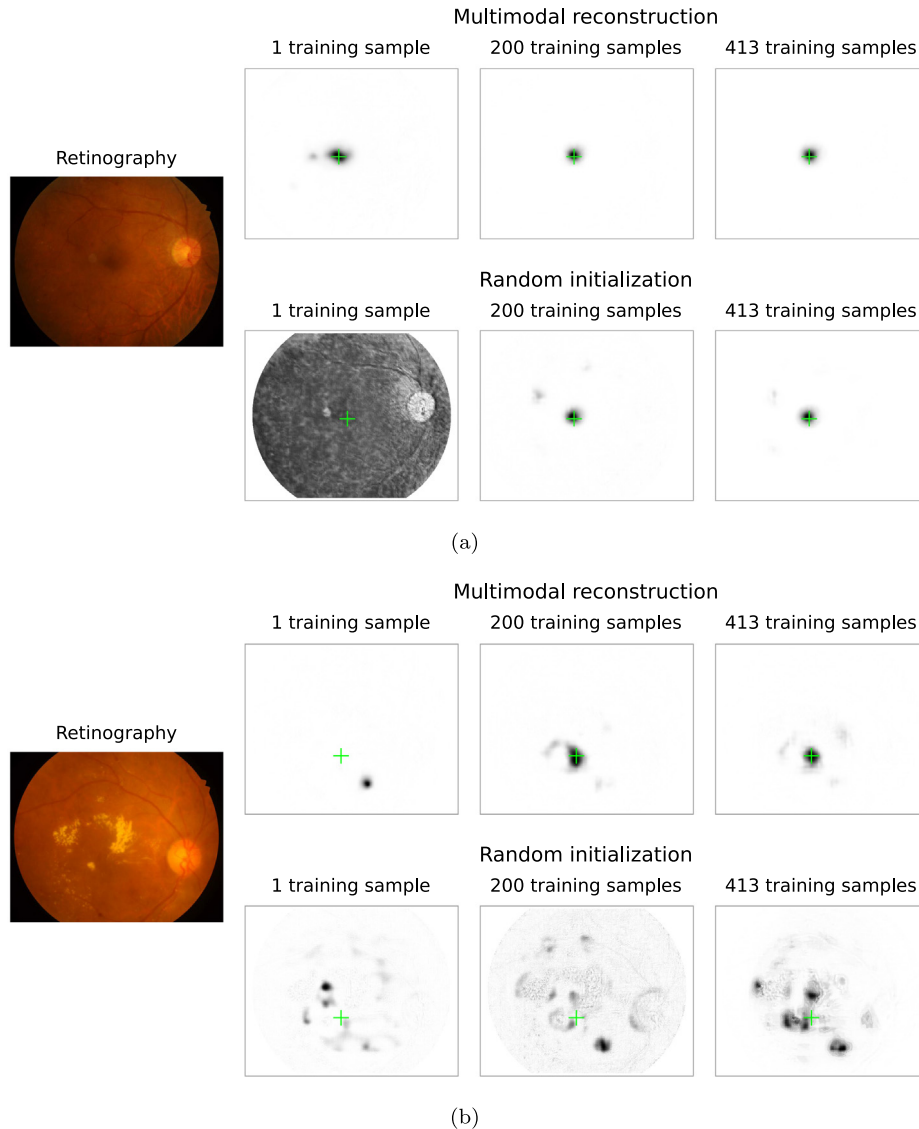 Multimodal reconstruction
1 training sample 200 training samples 413 training samples
Retinography
Random initialization
1 training sample 200 training samples 413 training samples
(a)
Multimodal reconstruction
1 training sample 200 training samples 413 training samples
Retinography
Random initialization
1 training sample 200 training samples 413 training samples
(b)